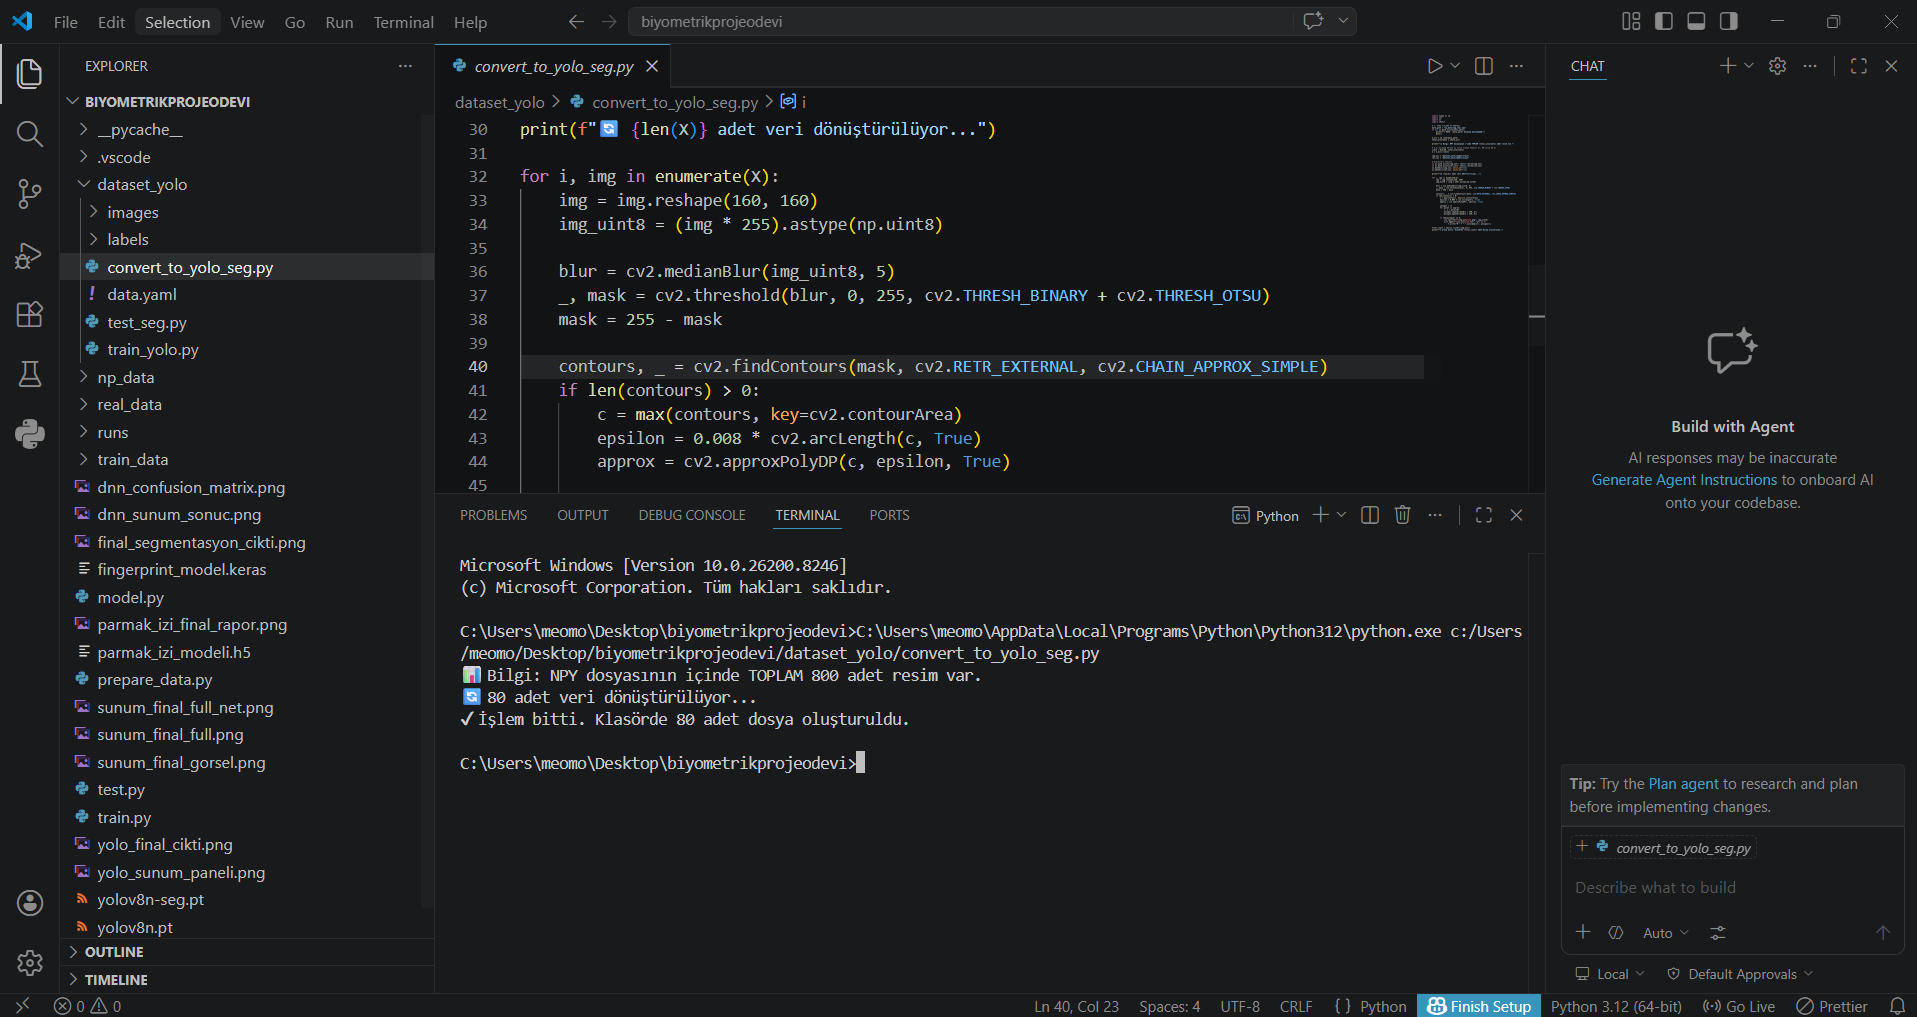 File Edit Selection View Go Run Terminal Help
biyometrikprojeodevi
EXPLORER
BIYOMETRIKPROJEODEVI
__pycache__
.vscode
dataset_yolo
images
labels
convert_to_yolo_seg.py
data.yaml
test_seg.py
train_yolo.py
np_data
real_data
runs
train_data
dnn_confusion_matrix.png
dnn_sunum_sonuc.png
final_segmentasyon_cikti.png
fingerprint_model.keras
model.py
parmak_izi_final_rapor.png
parmak_izi_modeli.h5
prepare_data.py
sunum_final_full_net.png
sunum_final_full.png
sunum_final_gorsel.png
test.py
train.py
yolo_final_cikti.png
yolo_sunum_paneli.png
yolov8n-seg.pt
yolov8n.pt
OUTLINE
TIMELINE
convert_to_yolo_seg.py
dataset_yolo > convert_to_yolo_seg.py > i
30 print(f"🔄 {len(X)} adet veri dönüştürülüyor...")
31
32 for i, img in enumerate(X):
33 img = img.reshape(160, 160)
34 img_uint8 = (img * 255).astype(np.uint8)
35
36 blur = cv2.medianBlur(img_uint8, 5)
37 _, mask = cv2.threshold(blur, 0, 255, cv2.THRESH_BINARY + cv2.THRESH_OTSU)
38 mask = 255 - mask
39
40 contours, _ = cv2.findContours(mask, cv2.RETR_EXTERNAL, cv2.CHAIN_APPROX_SIMPLE)
41 if len(contours) > 0:
42 c = max(contours, key=cv2.contourArea)
43 epsilon = 0.008 * cv2.arcLength(c, True)
44 approx = cv2.approxPolyDP(c, epsilon, True)
45
PROBLEMS OUTPUT DEBUG CONSOLE TERMINAL PORTS
Python
Microsoft Windows [Version 10.0.26200.8246]
(c) Microsoft Corporation. Tüm hakları saklıdır.
C:\Users\meomo\Desktop\biyometrikprojeodevi>C:\Users\meomo\AppData\Local\Programs\Python\Python312\python.exe c:/Users
/meomo/Desktop/biyometrikprojeodevi/dataset_yolo/convert_to_yolo_seg.py
📊 Bilgi: NPY dosyasının içinde TOPLAM 800 adet resim var.
🔄 80 adet veri dönüştürülüyor...
✓ İşlem bitti. Klasörde 80 adet dosya oluşturuldu.
C:\Users\meomo\Desktop\biyometrikprojeodevi>
CHAT
Build with Agent
AI responses may be inaccurate
Generate Agent Instructions to onboard AI
onto your codebase.
Tip: Try the Plan agent to research and plan
before implementing changes.
convert_to_yolo_seg.py
Describe what to build
Auto
Local Default Approvals
0 0
Ln 40, Col 23 Spaces: 4 UTF-8 CRLF { } Python Finish Setup Python 3.12 (64-bit) Go Live Prettier